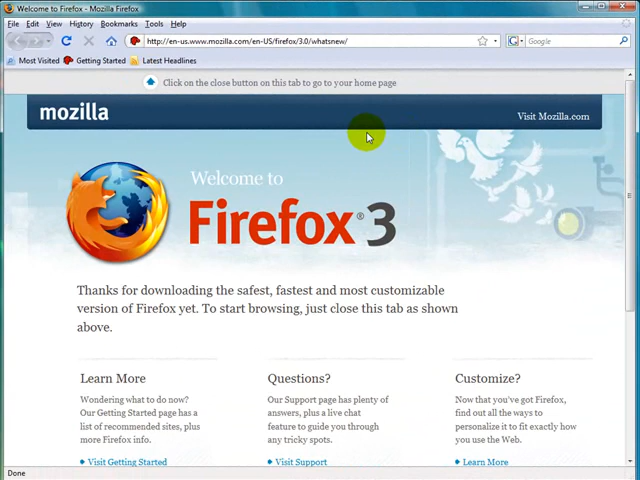 Welcome to Firefox - Mozilla Firefox
File Edit View History Bookmarks Tools Help
http://en-us.www.mozilla.com/en-US/firefox/3.0/whatsnew/
G Google
Most Visited Getting Started Latest Headlines
Click on the close button on this tab to go to your home page
mozilla
Visit Mozilla.com
Welcome to
Firefox® 3
Thanks for downloading the safest, fastest and most customizable
version of Firefox yet. To start browsing, just close this tab as shown
above.
Learn More
Wondering what to do now?
Our Getting Started page has a
list of recommended sites, plus
more Firefox info.
Visit Getting Started
Questions?
Our Support page has plenty of
answers, plus a live chat
feature to guide you through
any tricky spots.
Visit Support
Customize?
Now that you've got Firefox,
find out all the ways to
personalize it to fit exactly how
you use the Web.
Learn More
Done